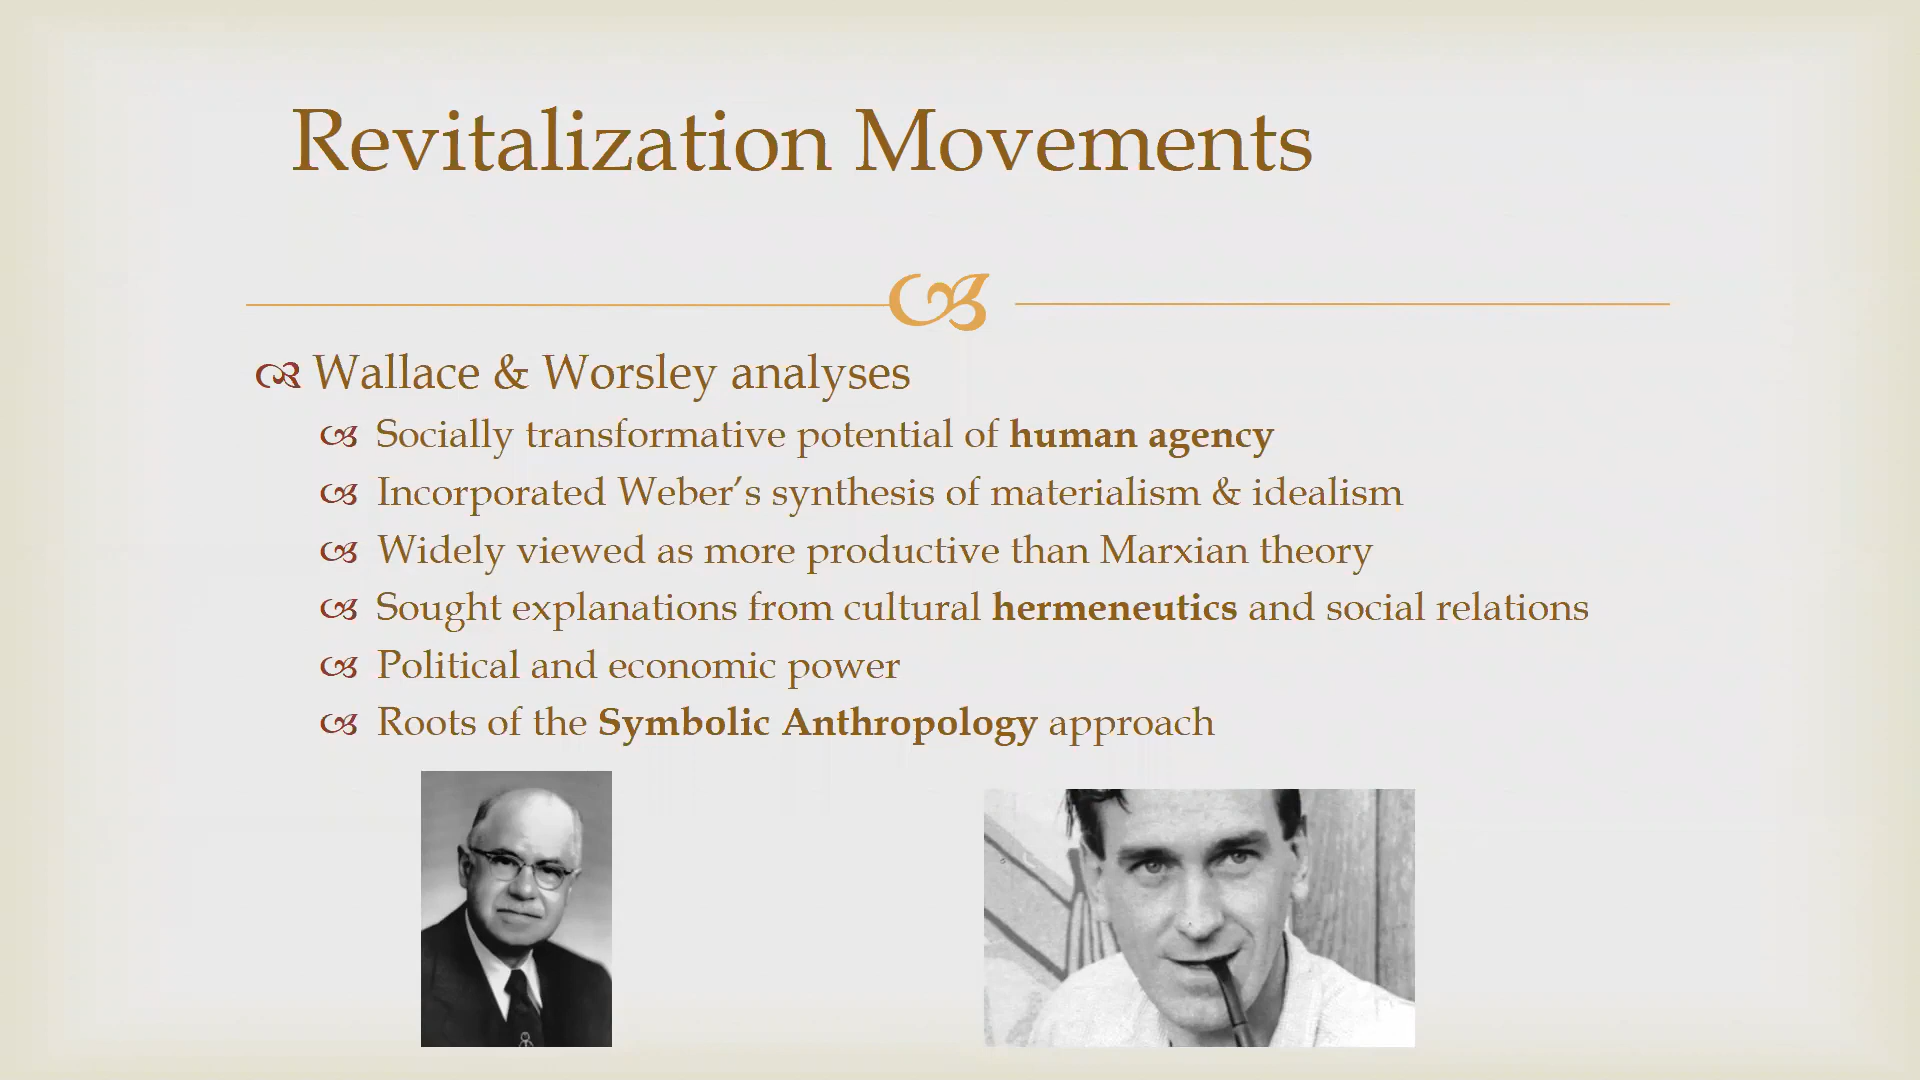 Revitalization Movements
Wallace & Worsley analyses
Socially transformative potential of human agency
Incorporated Weber’s synthesis of materialism & idealism
Widely viewed as more productive than Marxian theory
Sought explanations from cultural hermeneutics and social relations
Political and economic power
Roots of the Symbolic Anthropology approach